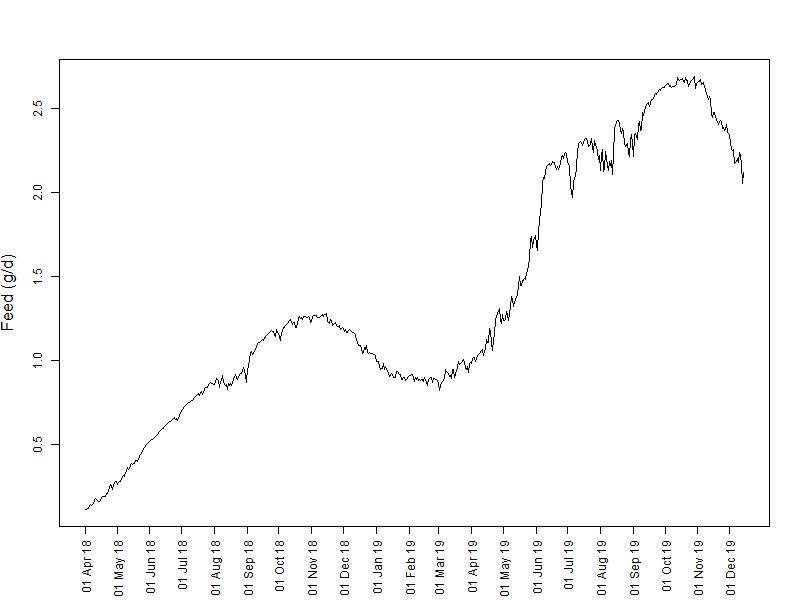 Feed (g/d)
2.5
2.0
1.5
1.0
0.5
01 Apr 18
01 May 18
01 Jun 18
01 Jul 18
01 Aug 18
01 Sep 18
01 Oct 18
01 Nov 18
01 Dec 18
01 Jan 19
01 Feb 19
01 Mar 19
01 Apr 19
01 May 19
01 Jun 19
01 Jul 19
01 Aug 19
01 Sep 19
01 Oct 19
01 Nov 19
01 Dec 19